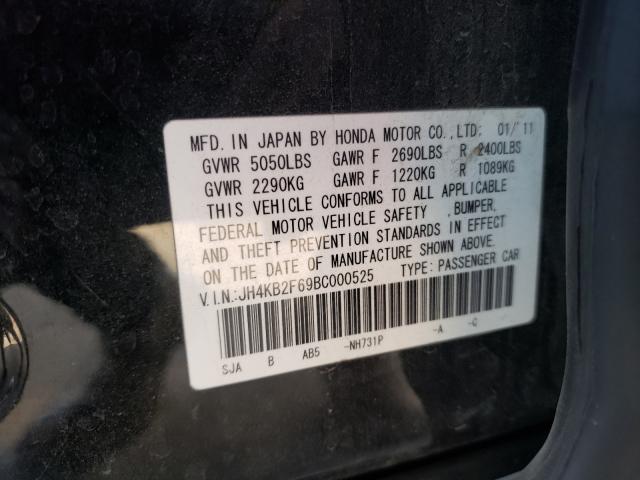 MFD. IN JAPAN BY HONDA MOTOR CO., LTD. 01/'11
GVWR 5050LBS GAWR F 2690LBS R 2400LBS
GVWR 2290KG GAWR F 1220KG R 1089KG
THIS VEHICLE CONFORMS TO ALL APPLICABLE
FEDERAL MOTOR VEHICLE SAFETY ,BUMPER,
AND THEFT PREVENTION STANDARDS IN EFFECT
ON THE DATE OF MANUFACTURE SHOWN ABOVE.
V.I.N:JH4KB2F69BC000525 TYPE: PASSENGER CAR
SJA B AB5 -NH731P -A -C